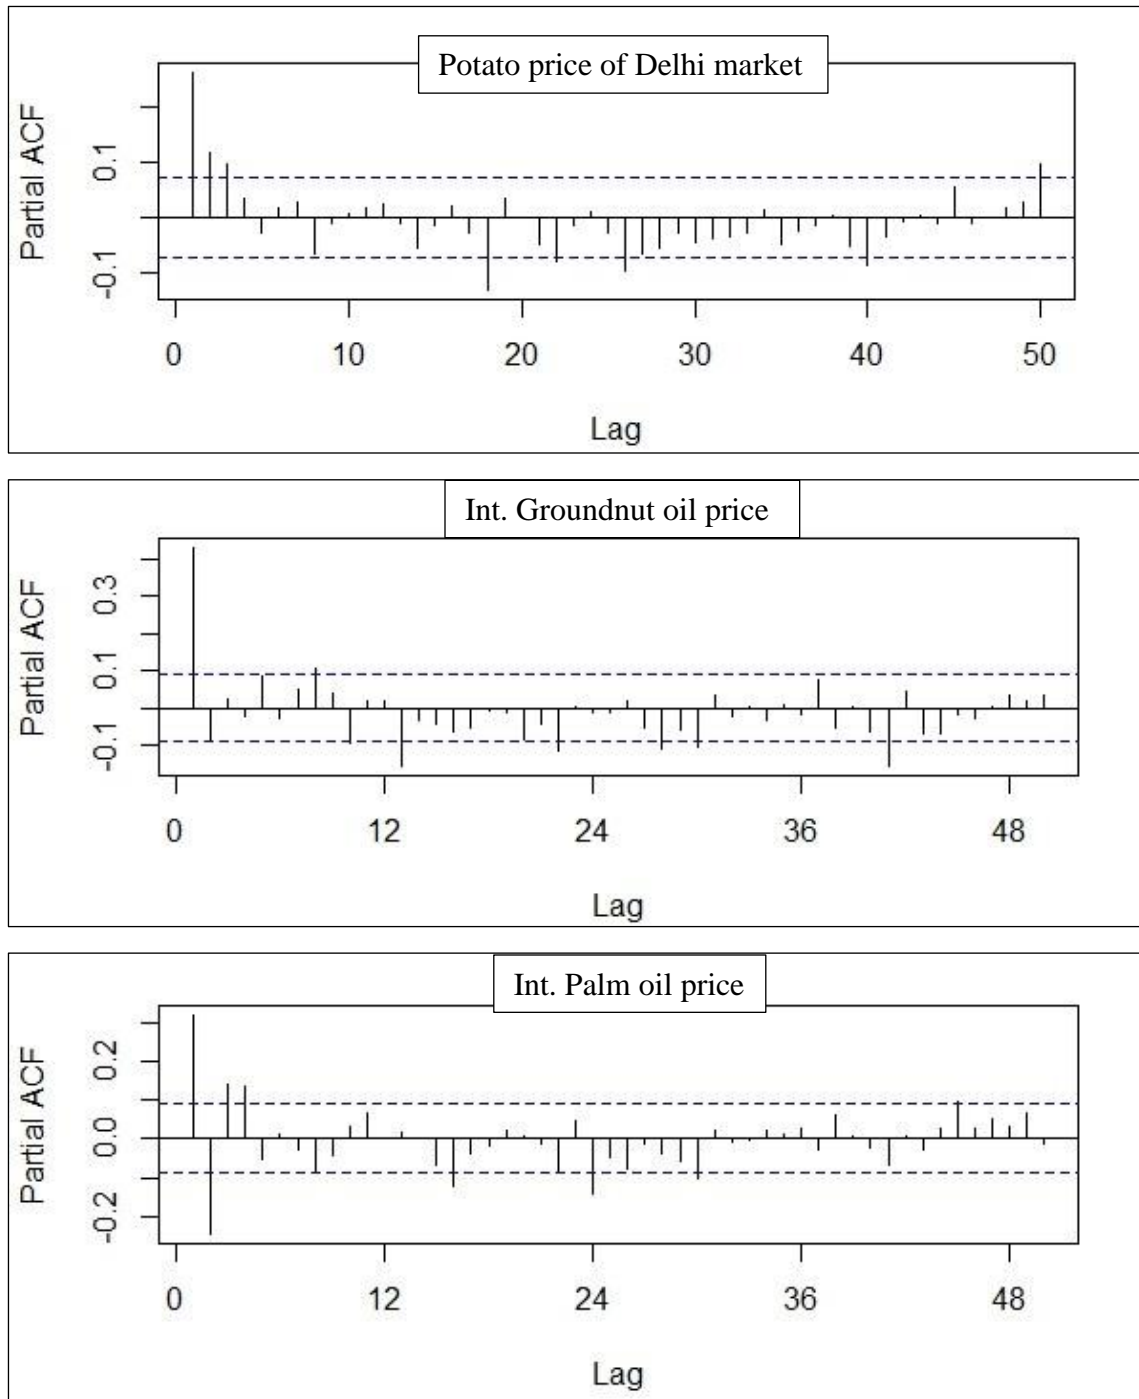 Potato price of Delhi market
Partial ACF
0.1
-0.1
0 10 20 30 40 50
Lag
Int. Groundnut oil price
Partial ACF
0.3
0.1
-0.1
0 12 24 36 48
Lag
Int. Palm oil price
Partial ACF
0.2
0.0
-0.2
0 12 24 36 48
Lag